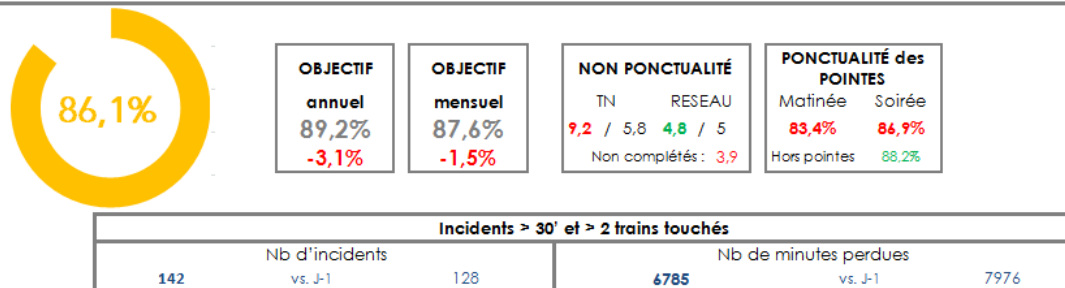 86,1%
OBJECTIF
annuel
89,2%
-3,1%
OBJECTIF
mensuel
87,6%
-1,5%
NON PONCTUALITÉ
TN RESEAU
9,2 / 5,8 4,8 / 5
Non complétés : 3,9
PONCTUALITÉ des
POINTES
Matinée Soirée
83,4% 86,9%
Hors pointes 88,2%
Incidents > 30' et > 2 trains touchés
Nb d'incidents Nb de minutes perdues
142 vs. J-1 128 6785 vs. J-1 7976